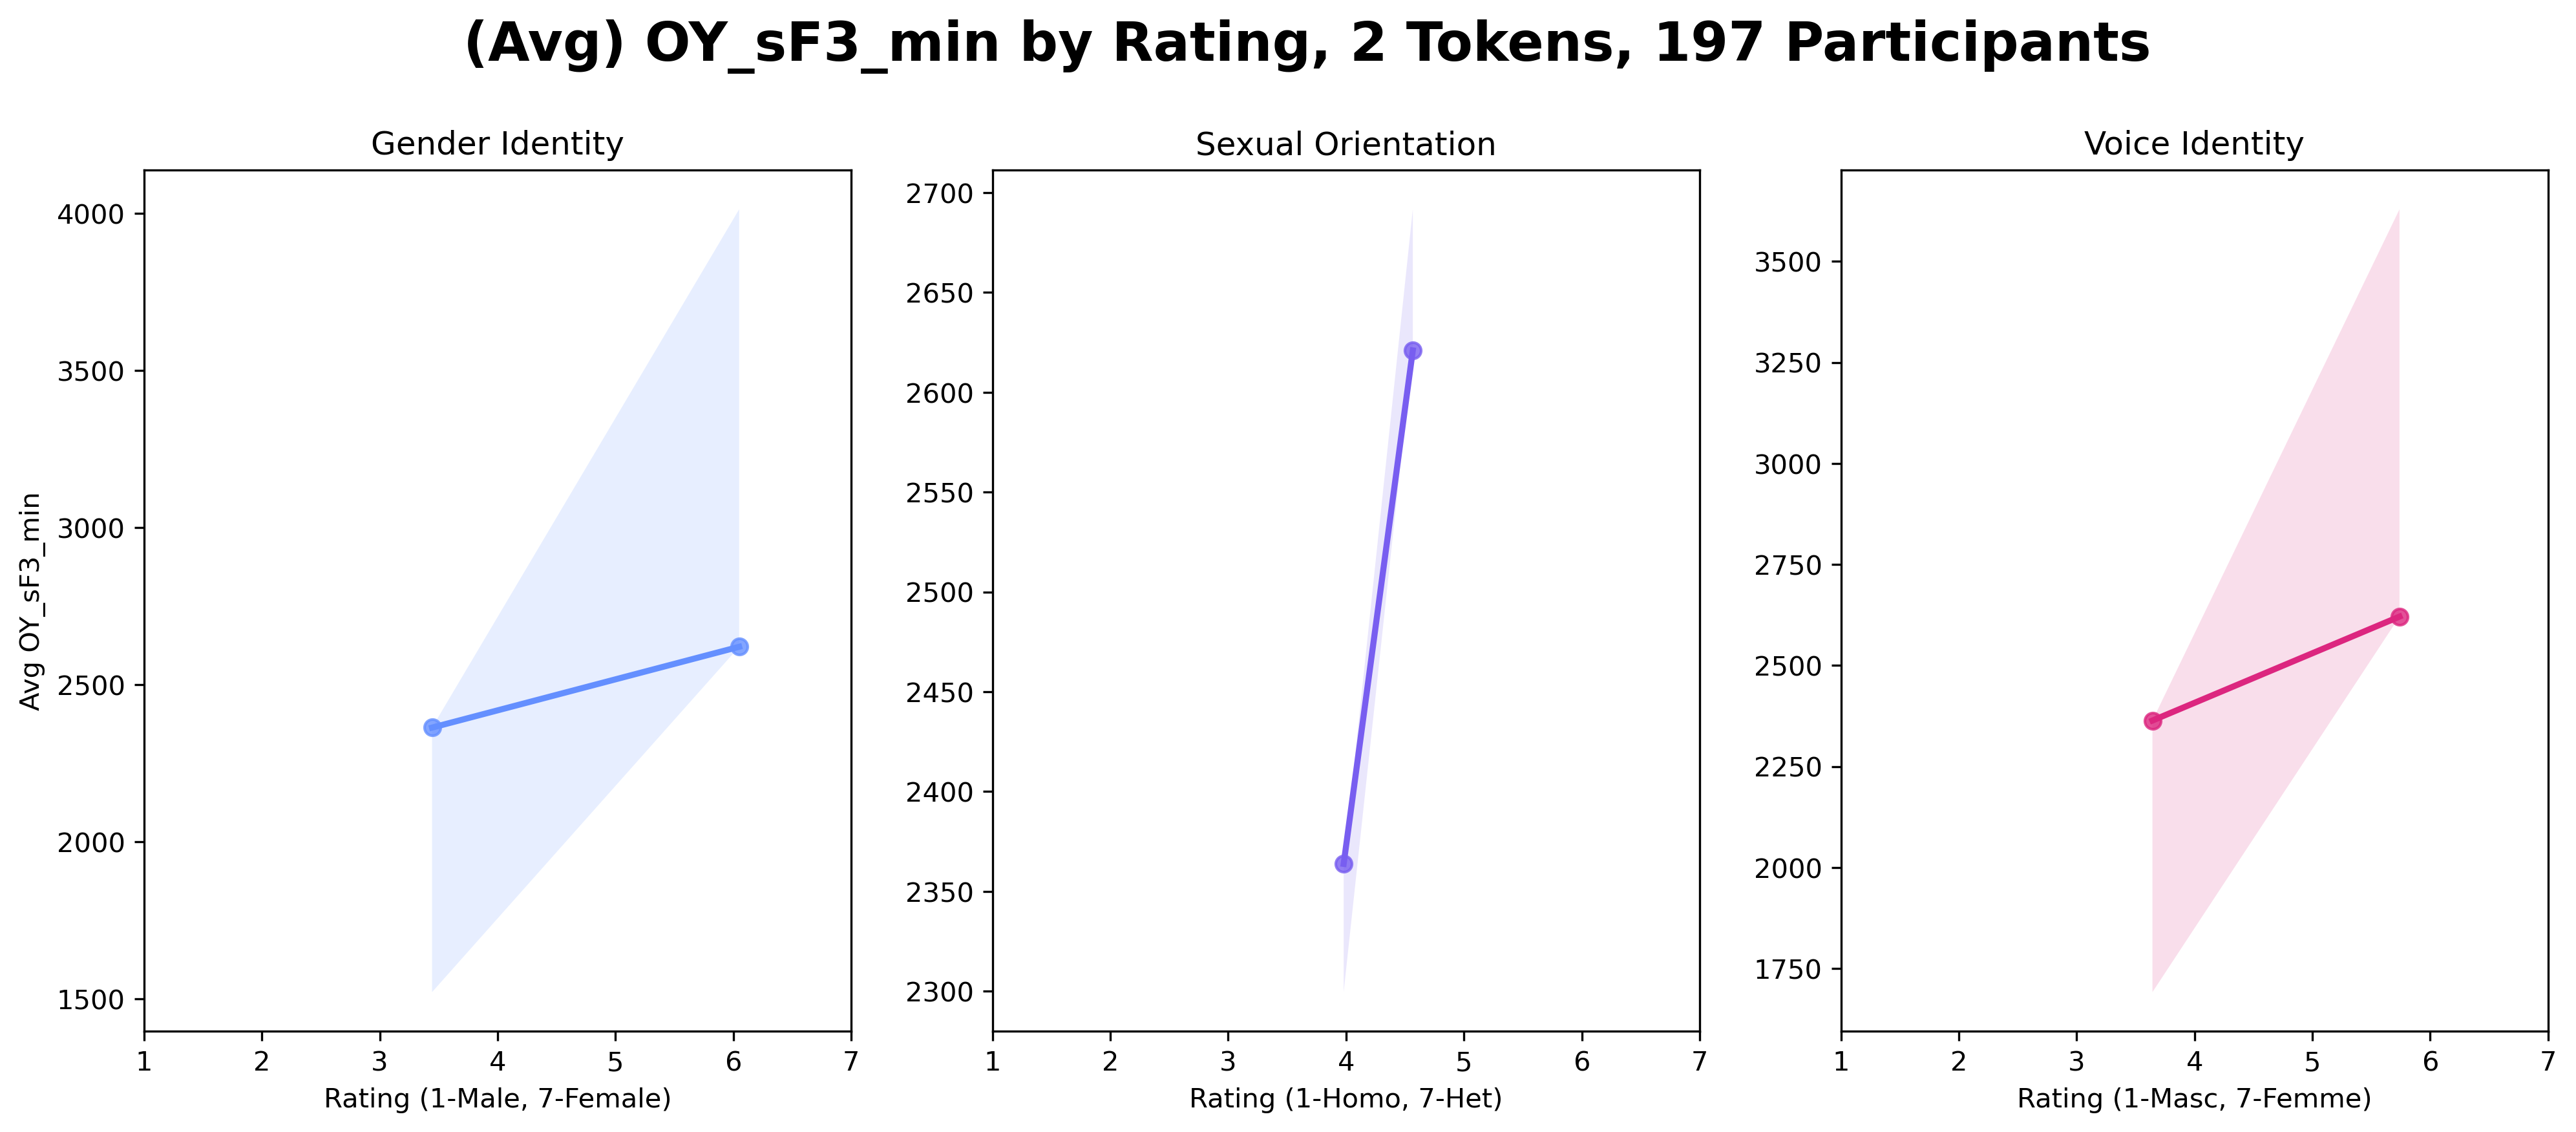 (Avg) OY_sF3_min by Rating, 2 Tokens, 197 Participants
Gender Identity
Avg OY_sF3_min
4000
3500
3000
2500
2000
1500
1 2 3 4 5 6 7
Rating (1-Male, 7-Female)
Sexual Orientation
2700
2650
2600
2550
2500
2450
2400
2350
2300
1 2 3 4 5 6 7
Rating (1-Homo, 7-Het)
Voice Identity
3500
3250
3000
2750
2500
2250
2000
1750
1 2 3 4 5 6 7
Rating (1-Masc, 7-Femme)